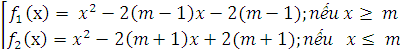 f₁(x) = x² − 2(m − 1)x − 2(m − 1); nếu x ≥ m
f₂(x) = x² − 2(m + 1)x + 2(m + 1); nếu x ≤ m